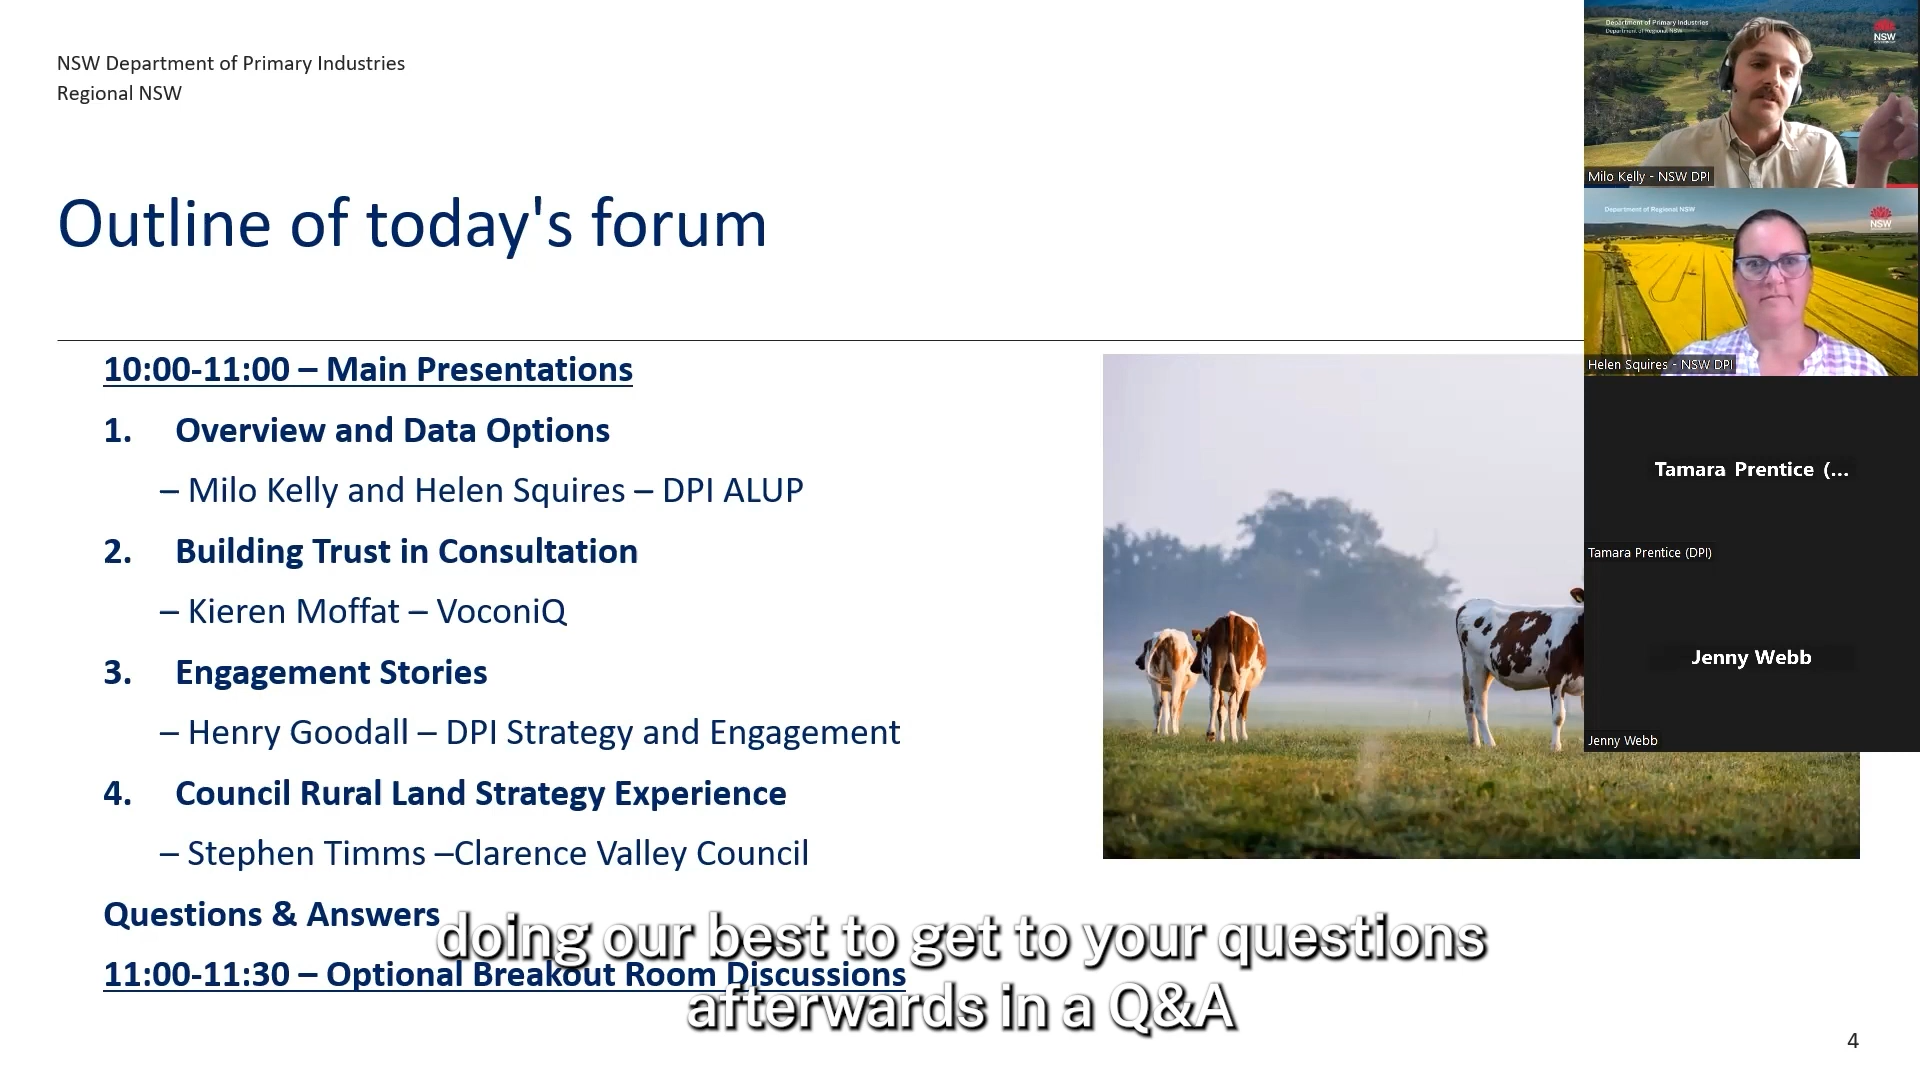 NSW Department of Primary Industries
Regional NSW
Outline of today's forum
10:00-11:00 – Main Presentations
1. Overview and Data Options
– Milo Kelly and Helen Squires – DPI ALUP
2. Building Trust in Consultation
– Kieren Moffat – VoconiQ
3. Engagement Stories
– Henry Goodall – DPI Strategy and Engagement
4. Council Rural Land Strategy Experience
– Stephen Timms –Clarence Valley Council
Questions & Answers
11:00-11:30 – Optional Breakout Room Discussions
doing our best to get to your questions
afterwards in a Q&A
4
Department of Primary Industries
Department of Regional NSW
NSW
Milo Kelly - NSW DPI
Department of Regional NSW
NSW
Helen Squires - NSW DPI
Tamara Prentice (...
Tamara Prentice (DPI)
Jenny Webb
Jenny Webb